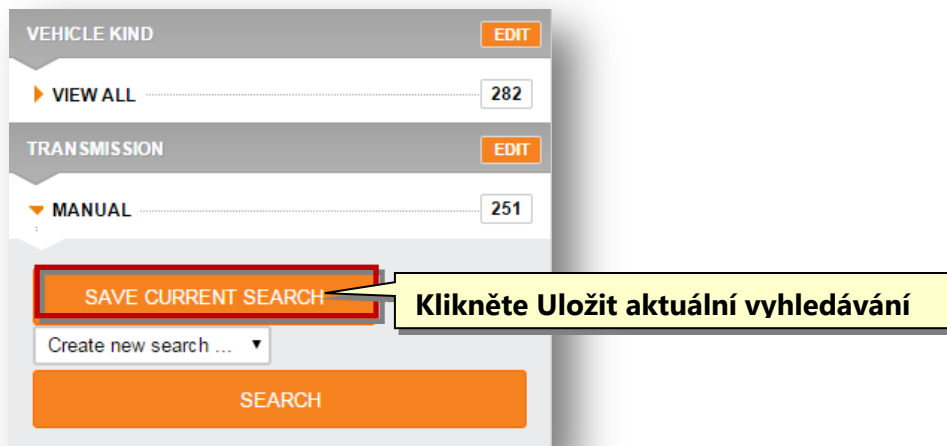 VEHICLE KIND EDIT
VIEW ALL 282
TRANSMISSION EDIT
MANUAL 251
SAVE CURRENT SEARCH
Klikněte Uložit aktuální vyhledávání
Create new search ...
SEARCH